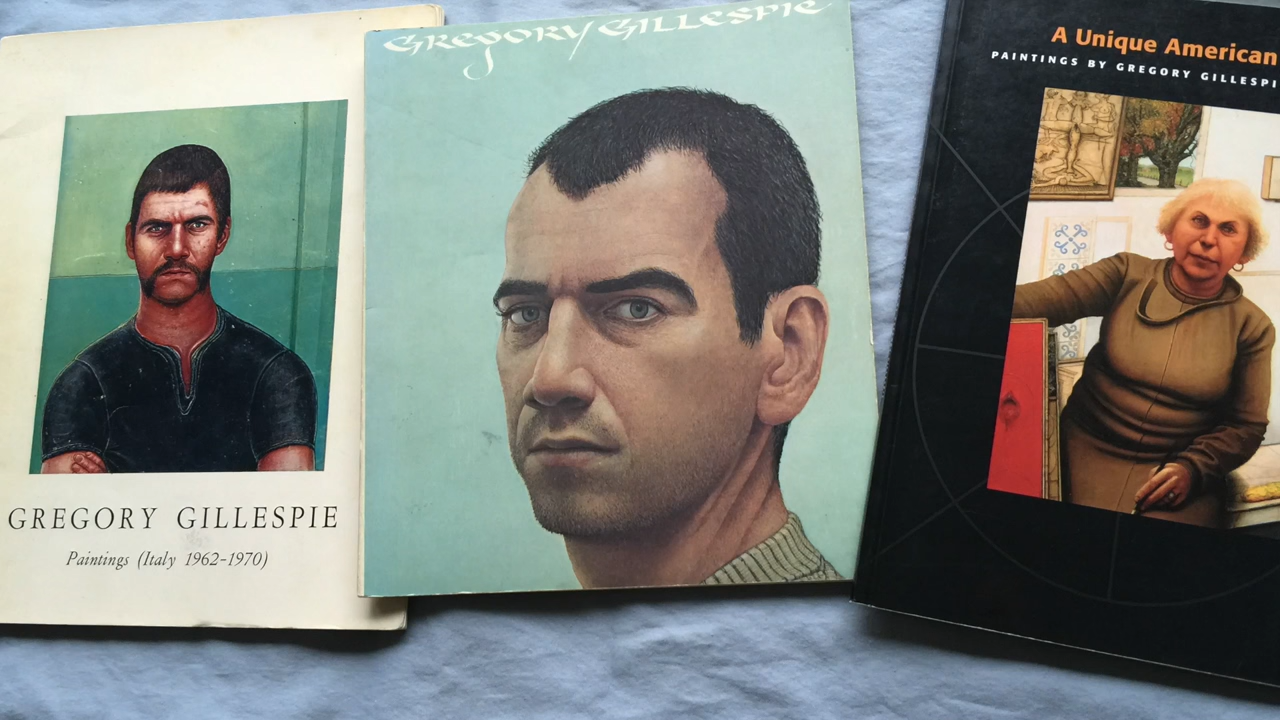 GREGORY GILLESPIE
Paintings (Italy 1962-1970)
GREGORY GILLESPIE
A Unique American
PAINTINGS BY GREGORY GILLESPI